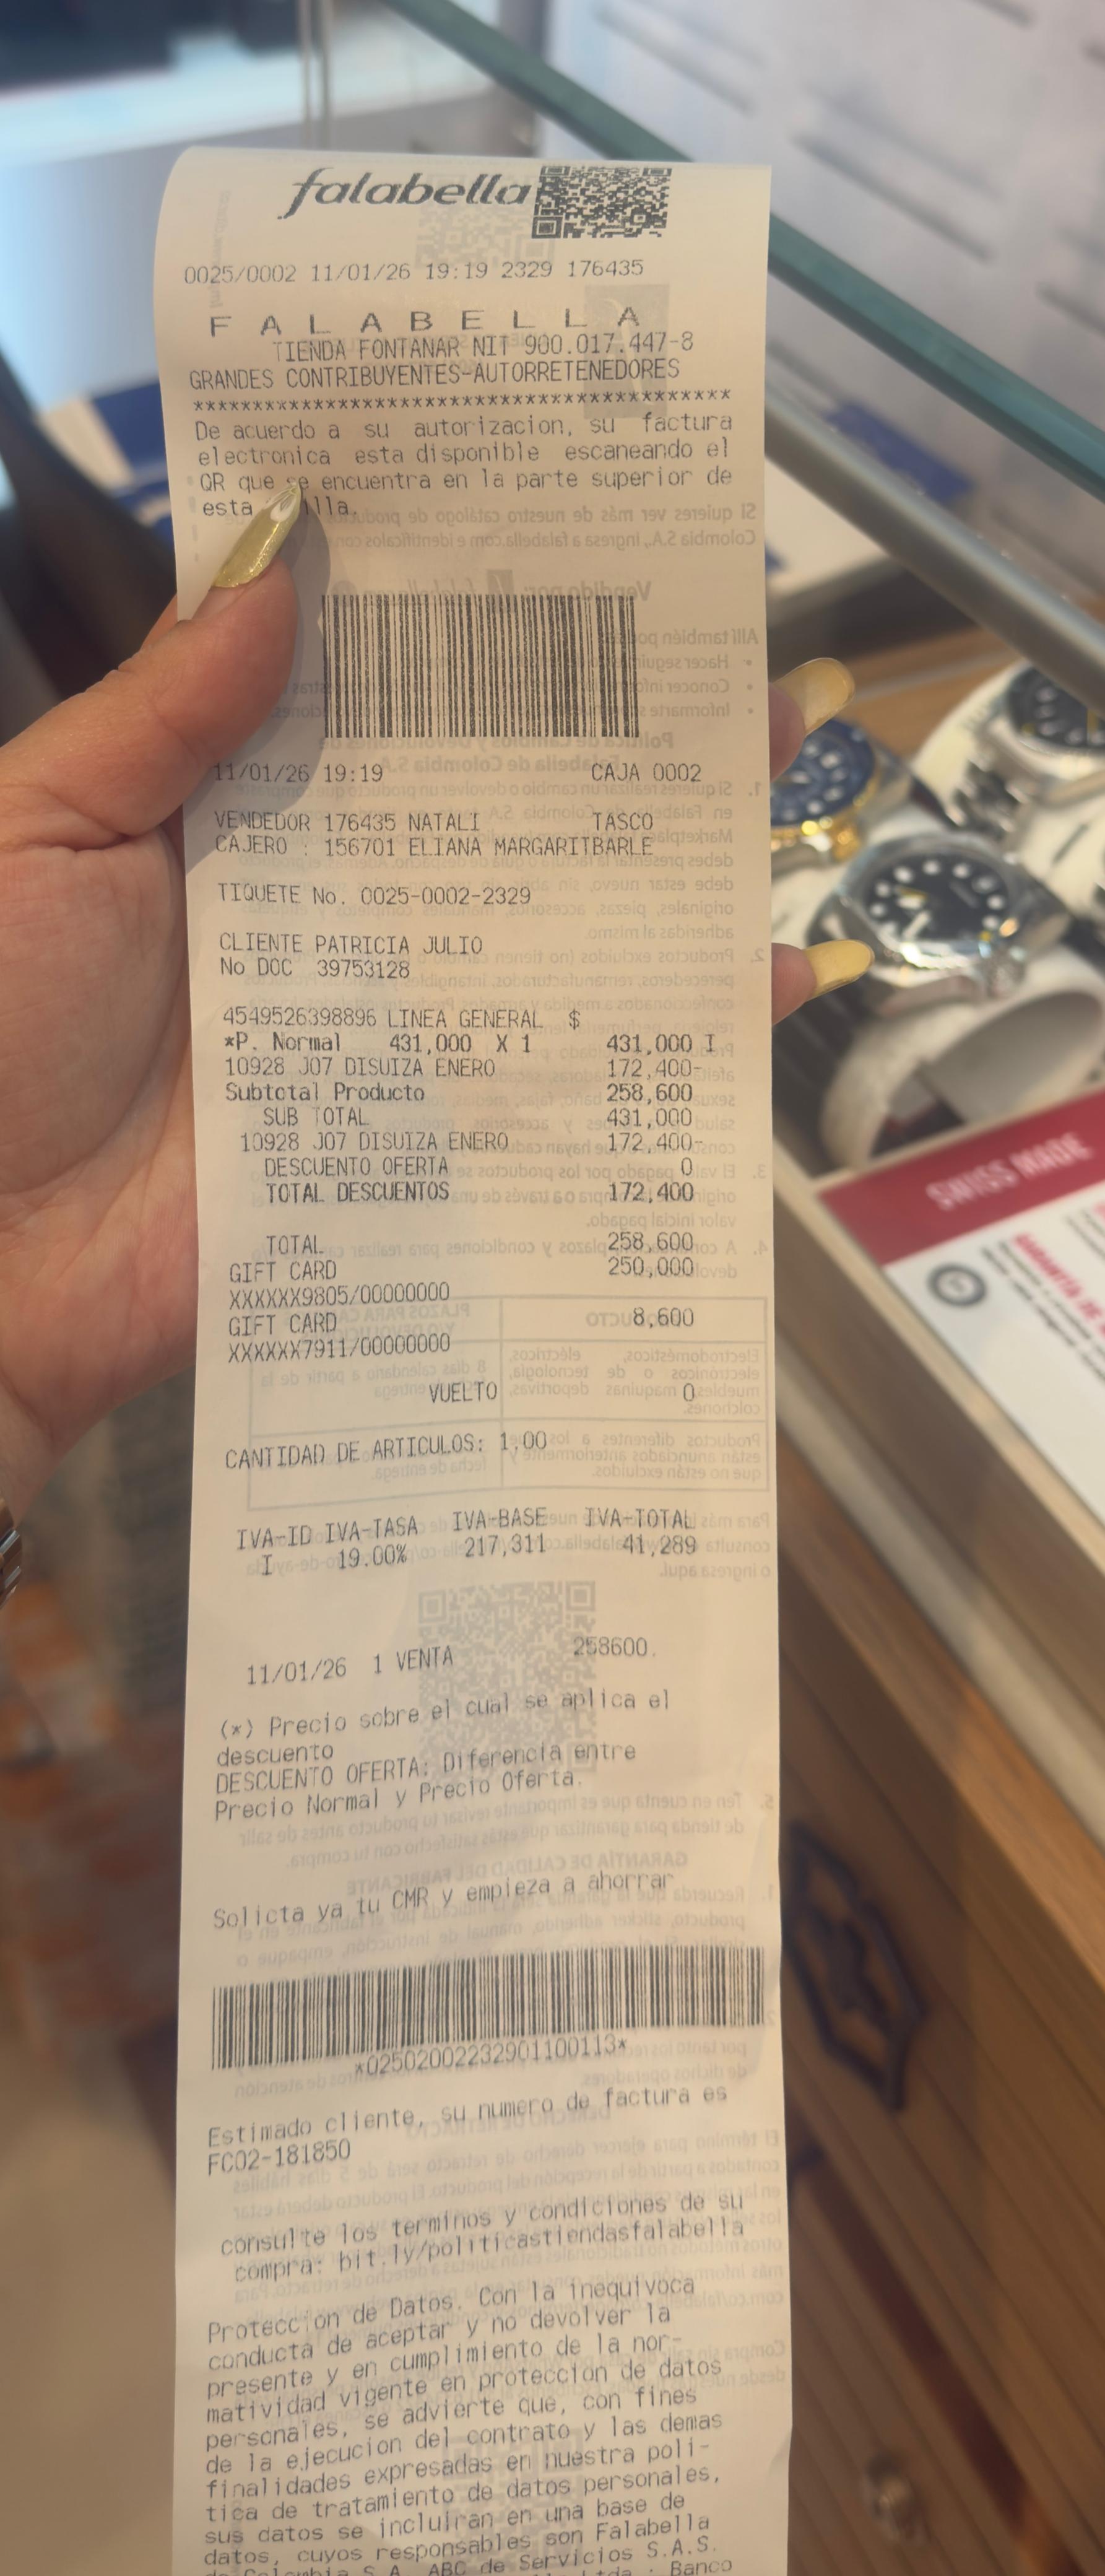 falabella
0025/0002 11/01/26 19:19 2329 176435
F A L A B E L L A
TIENDA FONTANAR NIT 900.017.447-8
GRANDES CONTRIBUYENTES-AUTORRETENEDORES
De acuerdo a su autorizacion, su factura
electronica esta disponible escaneando el
QR que se encuentra en la parte superior de
esta
11/01/26 19:19 CAJA 0002
VENDEDOR 176435 NATALI TASCO
CAJERO : 156701 ELIANA MARGARITBARLE
TIQUETE No. 0025-0002-2329
CLIENTE PATRICIA JULIO
No DOC 39753128
4549526398896 LINEA GENERAL $
*P. Normal 431,000 X 1 431,000 I
10928 J07 DISUIZA ENERO 172,400-
Subtotal Producto 258,600
SUB TOTAL 431,000
10928 J07 DISUIZA ENERO 172,400-
DESCUENTO OFERTA 0
TOTAL DESCUENTOS 172,400
TOTAL 258,600
GIFT CARD 250,000
XXXXXX9805/00000000
GIFT CARD 8,600
XXXXXX7911/00000000
VUELTO 0
CANTIDAD DE ARTICULOS: 1,00
IVA-ID IVA-TASA IVA-BASE IVA-TOTAL
I 19.00% 217,311 41,289
11/01/26 1 VENTA 258600.
(*) Precio sobre el cual se aplica el
descuento
DESCUENTO OFERTA: Diferencia entre
Precio Normal y Precio Oferta.
Solicta ya tu CMR y empieza a ahorrar
*02502002232901100113*
Estimado cliente, su numero de factura es
FC02-181850
consulte los terminos y condiciones de su
compra: bit.ly/politicastiendasfalabella
Proteccion de Datos. Con la inequivoca
conducta de aceptar y no devolver la
presente y en cumplimiento de la nor-
matividad vigente en proteccion de datos
personales, se advierte que, con fines
de la ejecucion del contrato y las demas
finalidades expresadas en nuestra poli-
tica de tratamiento de datos personales,
sus datos se incluiran en una base de
datos, cuyos responsables son Falabella
de Colombia S.A. ABC de Servicios S.A.S.
Banco
SWISS MADE